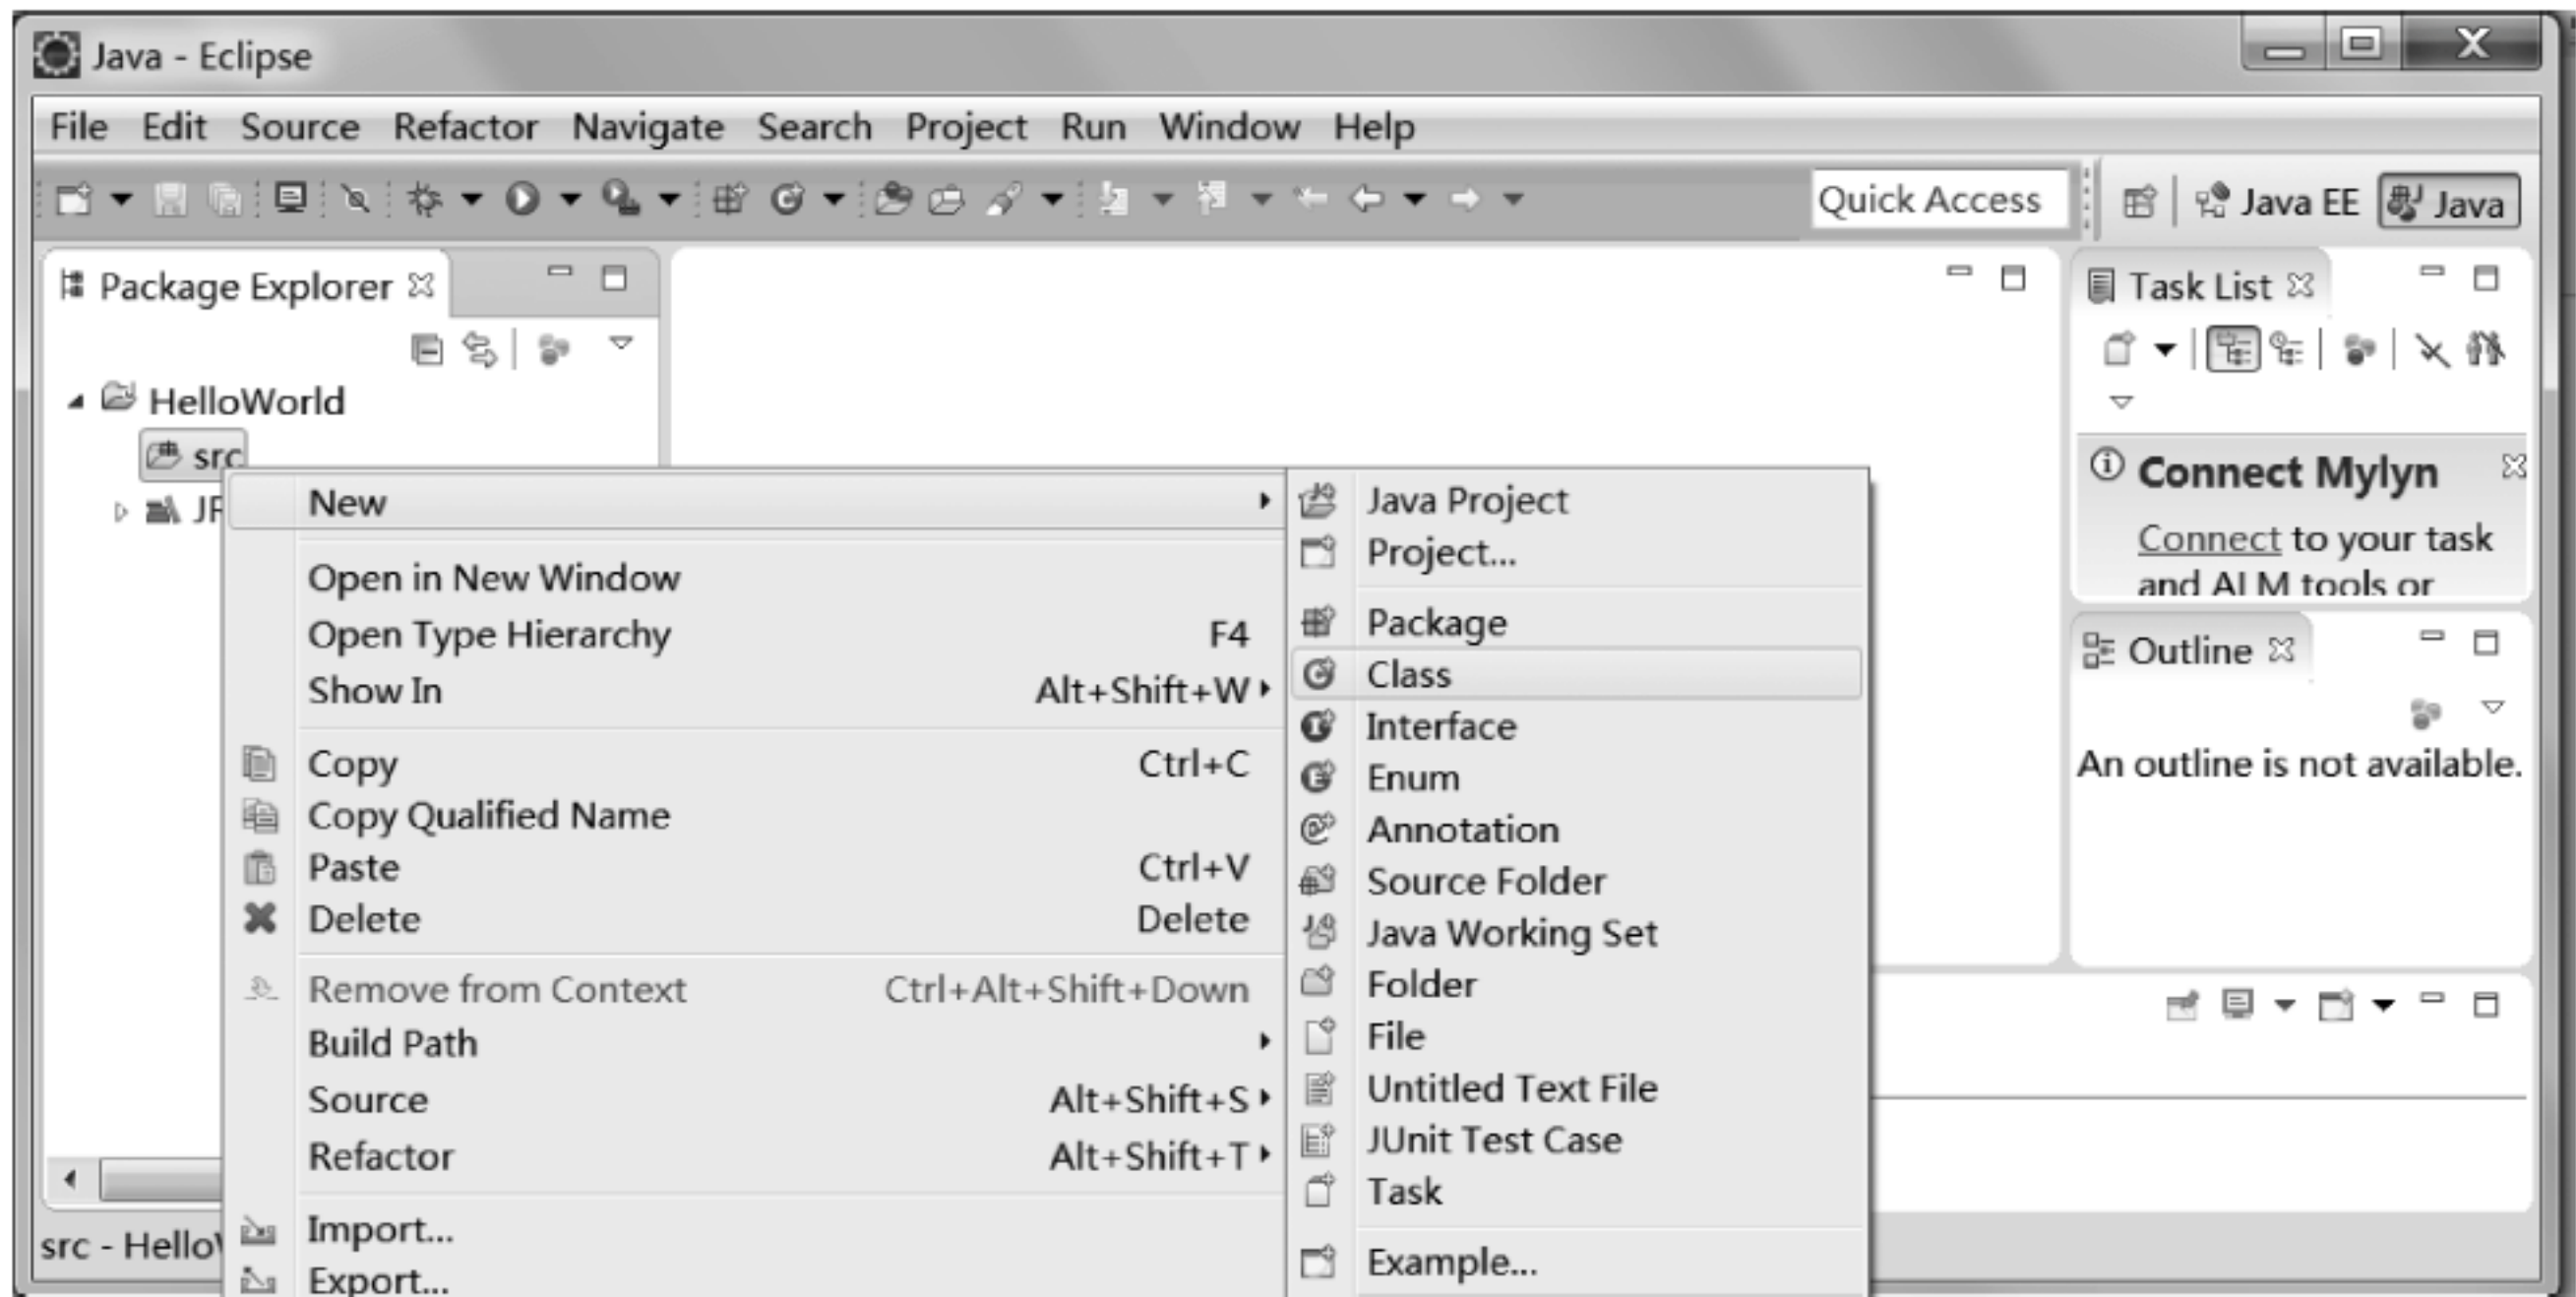 Java - Eclipse
File Edit Source Refactor Navigate Search Project Run Window Help
Quick Access
Java EE
Java
Package Explorer
HelloWorld
src
New
Open in New Window
Open Type Hierarchy F4
Show In Alt+Shift+W
Copy Ctrl+C
Copy Qualified Name
Paste Ctrl+V
Delete Delete
Remove from Context Ctrl+Alt+Shift+Down
Build Path
Source Alt+Shift+S
Refactor Alt+Shift+T
Import...
Export...
Java Project
Project...
Package
Class
Interface
Enum
Annotation
Source Folder
Java Working Set
Folder
File
Untitled Text File
JUnit Test Case
Task
Example...
Task List
Connect Mylyn
Connect to your task
and ALM tools or
Outline
An outline is not available.
src -